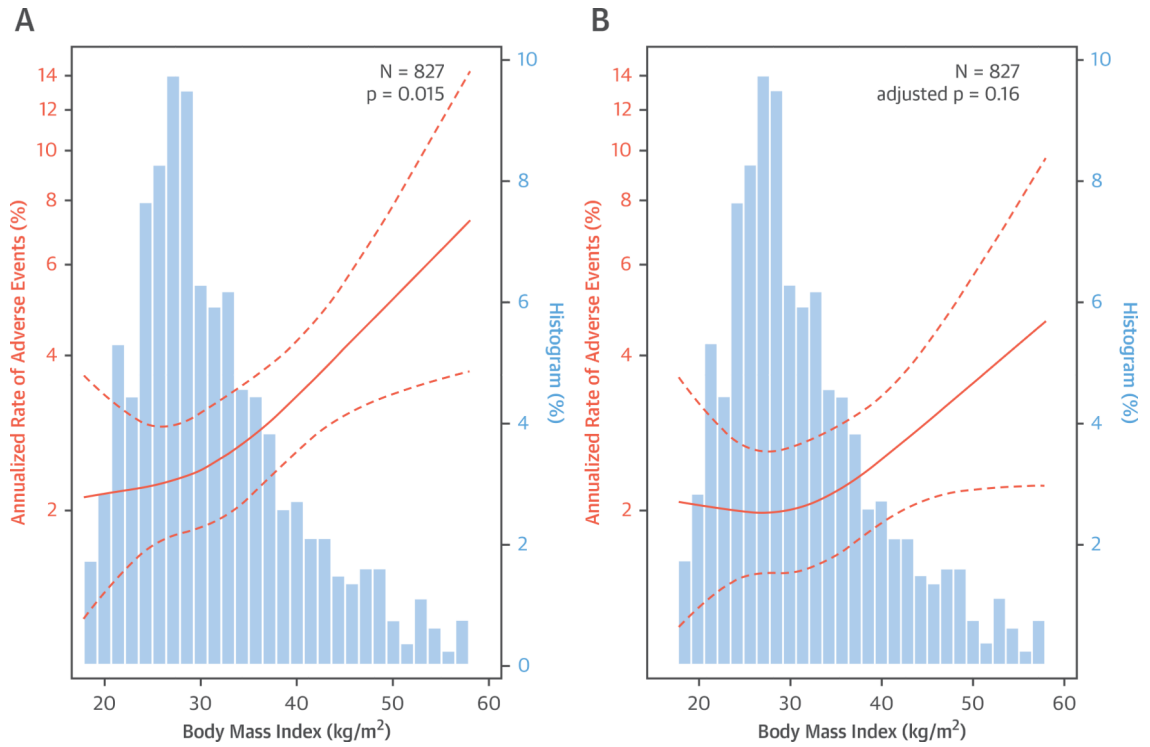 A
N = 827
p = 0.015
14
12
10
8
6
4
2
Annualized Rate of Adverse Events (%)
10
8
6
4
2
0
Histogram (%)
20
30
40
50
60
Body Mass Index (kg/m²)
B
N = 827
adjusted p = 0.16
14
12
10
8
6
4
2
Annualized Rate of Adverse Events (%)
10
8
6
4
2
Histogram (%)
20
30
40
50
60
Body Mass Index (kg/m²)